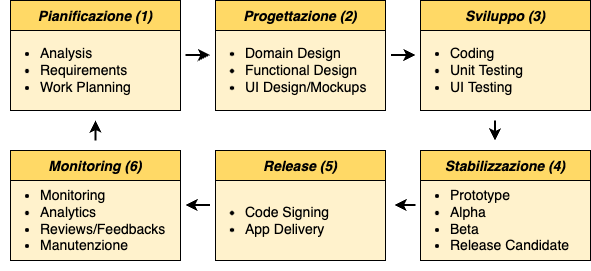 Pianificazione (1)
Analysis
Requirements
Work Planning
Progettazione (2)
Domain Design
Functional Design
UI Design/Mockups
Sviluppo (3)
Coding
Unit Testing
UI Testing
Stabilizzazione (4)
Prototype
Alpha
Beta
Release Candidate
Release (5)
Code Signing
App Delivery
Monitoring (6)
Monitoring
Analytics
Reviews/Feedbacks
Manutenzione